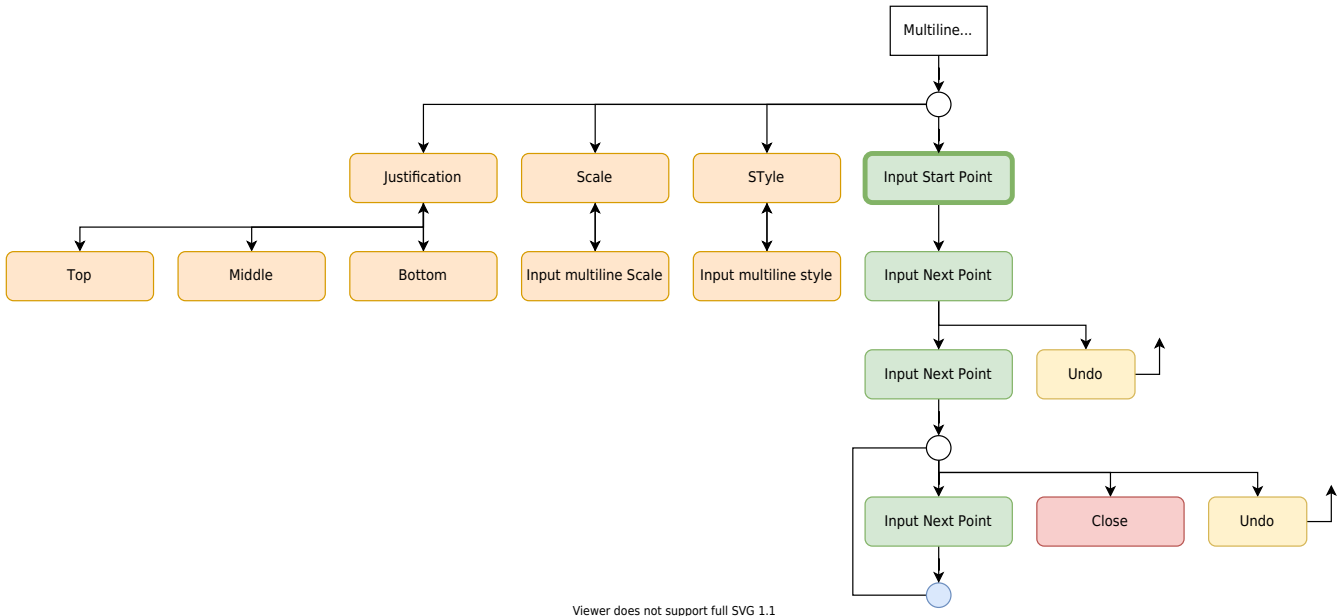 Multiline...
Justification
Scale
STyle
Input Start Point
Top
Middle
Bottom
Input multiline Scale
Input multiline style
Input Next Point
Input Next Point
Undo
Input Next Point
Close
Undo
Viewer does not support full SVG 1.1